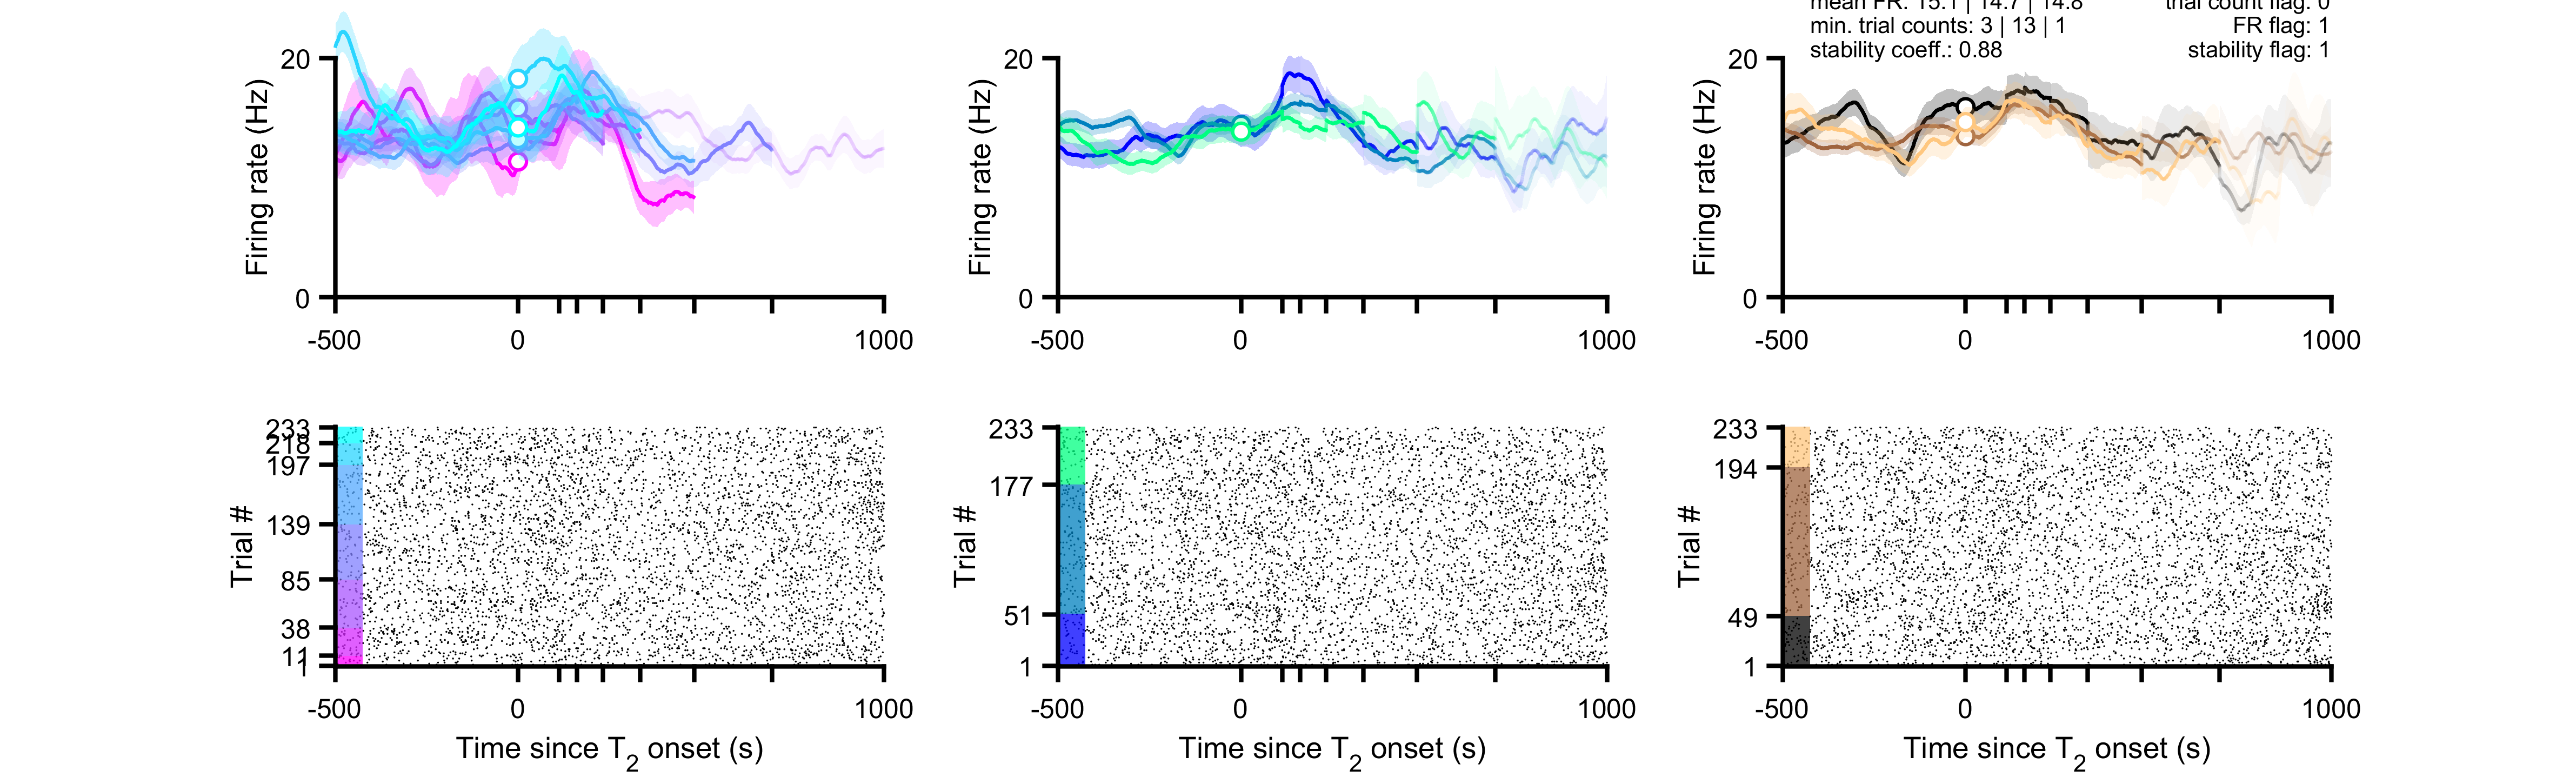 mean FR: 15.1 | 14.7 | 14.8 trial count flag: 0
min. trial counts: 3 | 13 | 1 FR flag: 1
stability coeff.: 0.88 stability flag: 1
20
Firing rate (Hz)
0
-500 0 1000
20
Firing rate (Hz)
0
-500 0 1000
20
Firing rate (Hz)
0
-500 0 1000
233
218
197
139
85
38
11
1
Trial #
-500 0 1000
Time since T2 onset (s)
233
177
51
1
Trial #
-500 0 1000
Time since T2 onset (s)
233
194
49
1
Trial #
-500 0 1000
Time since T2 onset (s)